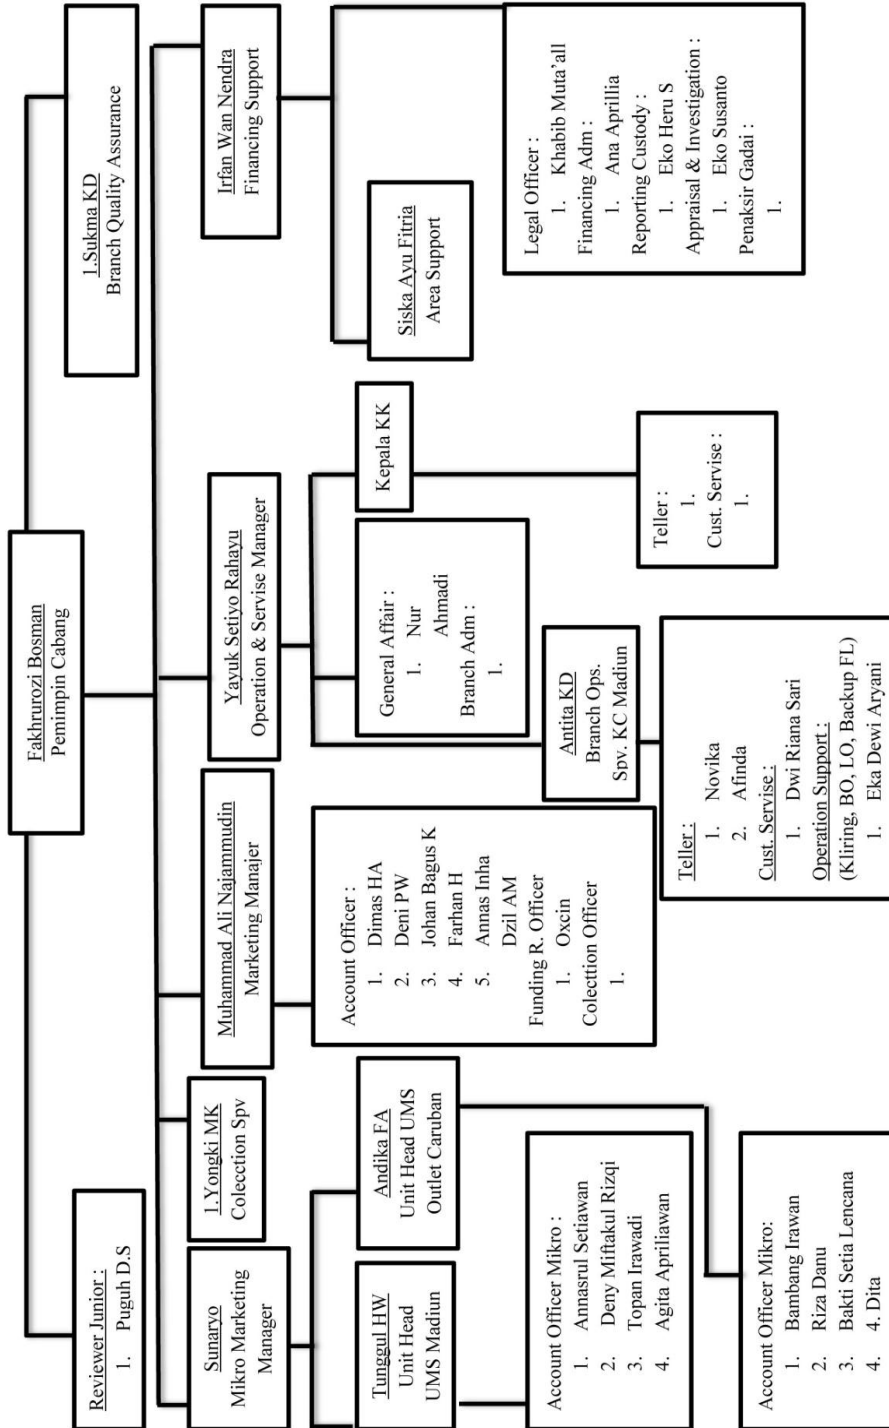 Fakhrurozi Bosman
Pemimpin Cabang
Reviewer Junior :
1. Puguh D.S
1.Sukma KD
Branch Quality Assurance
Sunaryo
Mikro Marketing
Manager
1.Yongki MK
Colecction Spv
Muhammad Ali Najammudin
Marketing Manajer
Yayuk Setiyo Rahayu
Operation & Servise Manager
Irfan Wan Nendra
Financing Support
Tunggul HW
Unit Head
UMS Madiun
Andika FA
Unit Head UMS
Outlet Caruban
Account Officer :
1. Dimas HA
2. Deni PW
3. Johan Bagus K
4. Farhan H
5. Annas Inha
Dzil AM
Funding R. Officer
1. Oxcin
Colecttion Officer
1.
General Affair :
1. Nur
Ahmadi
Branch Adm :
1.
Kepala KK
Siska Ayu Fitria
Area Support
Legal Officer :
1. Khabib Muta’all
Financing Adm :
1. Ana Aprillia
Reporting Custody :
1. Eko Heru S
Appraisal & Investigation :
1. Eko Susanto
Penaksir Gadai :
1.
Account Officer Mikro :
1. Annasrul Setiawan
2. Deny Miftakul Rizqi
3. Topan Irawadi
4. Agita Apriliawan
Antita KD
Branch Ops.
Spv. KC Madiun
Teller :
1.
Cust. Servise :
1.
Account Officer Mikro:
1. Bambang Irawan
2. Riza Danu
3. Bakti Setia Lencana
4. 4. Dita
Teller :
1. Novika
2. Afinda
Cust. Servise :
1. Dwi Riana Sari
Operation Support :
(Kliring, BO, LO, Backup FL)
1. Eka Dewi Aryani